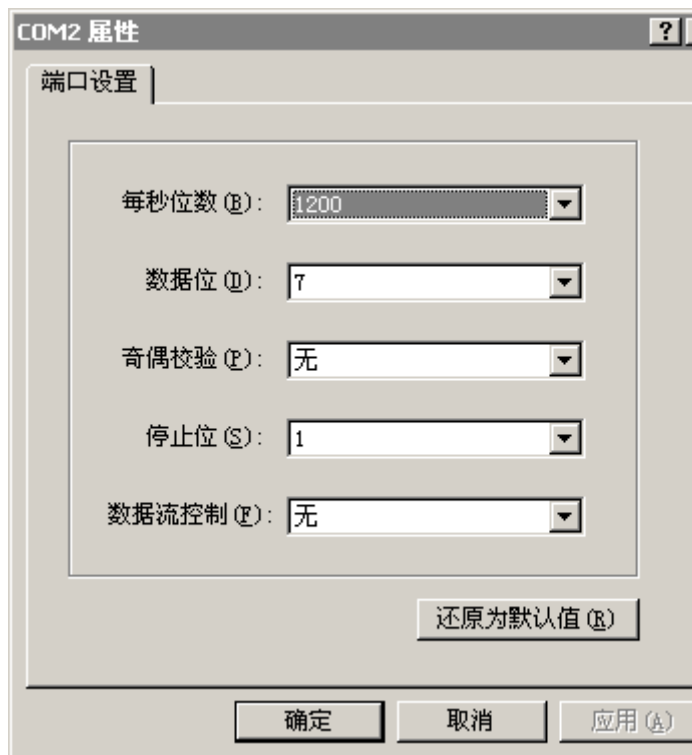 COM2 属性
端口设置
每秒位数(B): 1200
数据位(D): 7
奇偶校验(P): 无
停止位(S): 1
数据流控制(F): 无
还原为默认值(R)
确定 取消 应用(A)